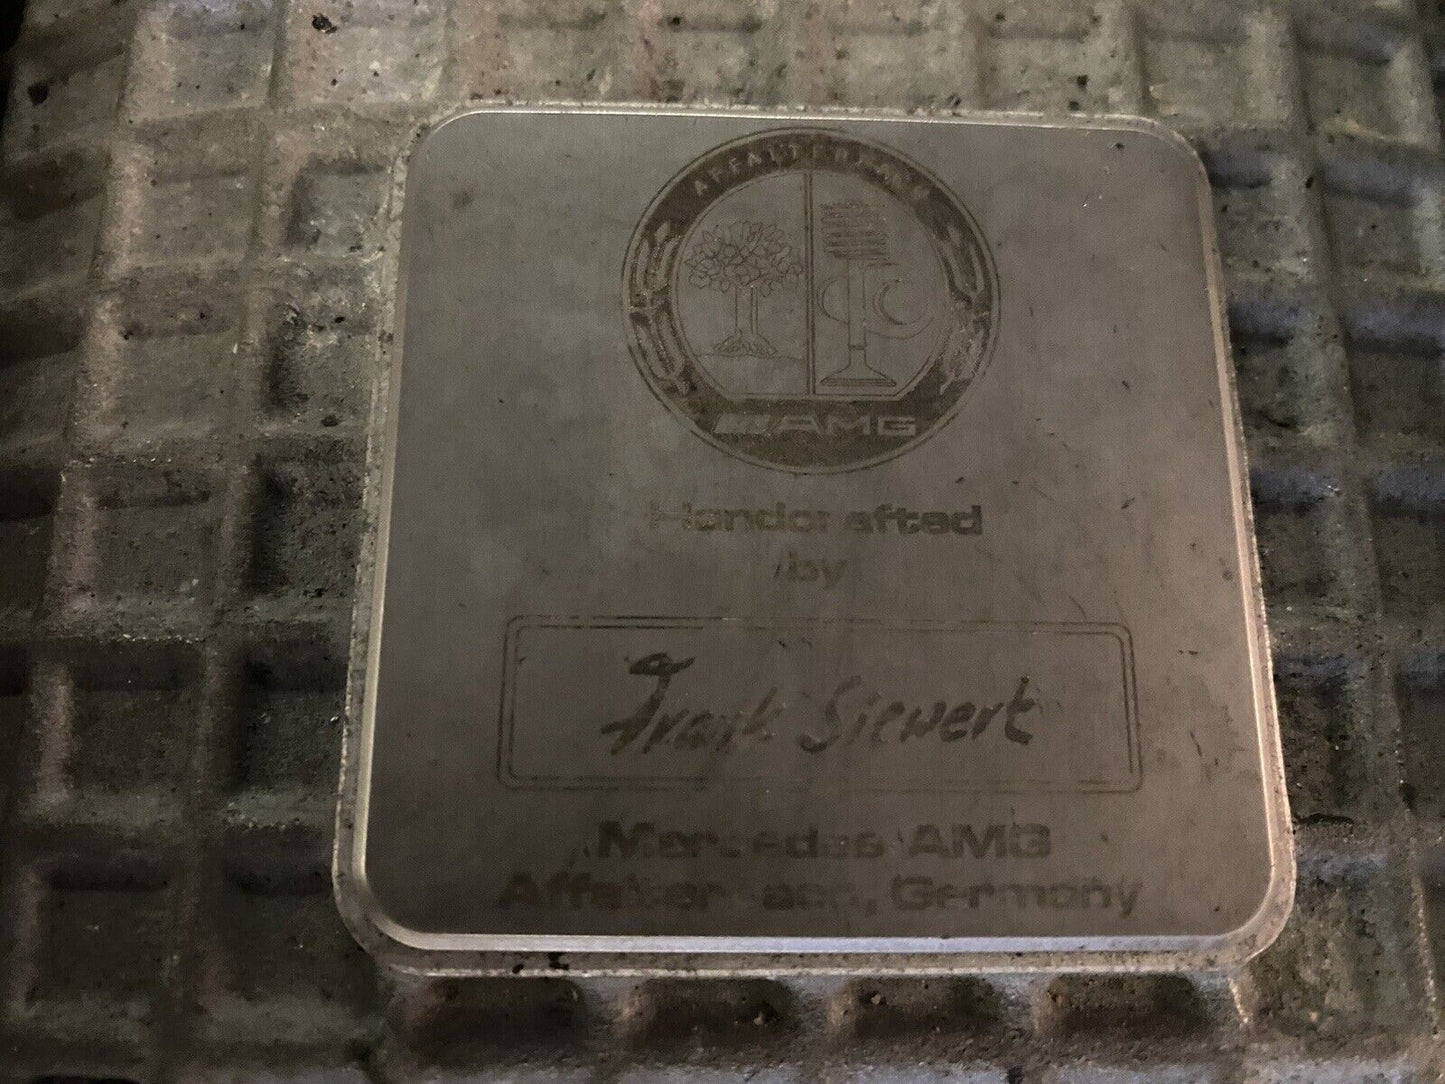 AFFALTERBACH
AMG
Handcrafted
by
Frank Siewert
Mercedes AMG
Affalterbach, Germany